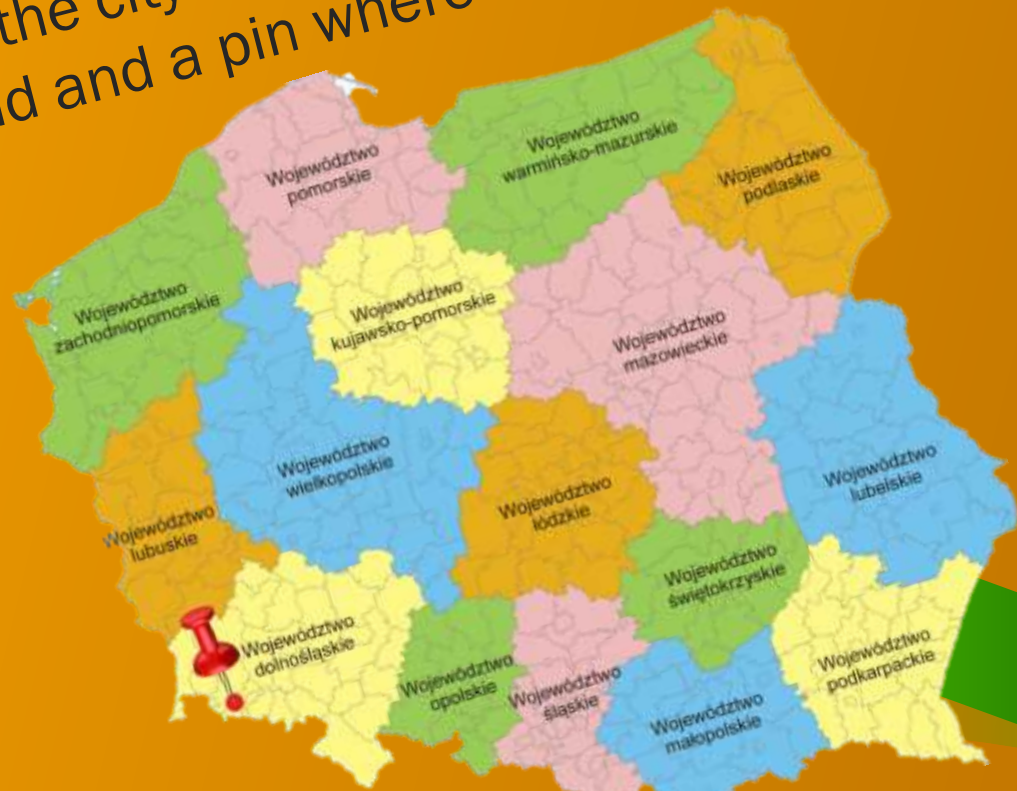 the city
and a pin where
Województwo
pomorskie
Województwo
warmińsko-mazurskie
Województwo
podlaskie
Województwo
zachodniopomorskie
Województwo
kujawsko-pomorskie
Województwo
mazowieckie
Województwo
wielkopolskie
Województwo
lubelskie
Województwo
łódzkie
Województwo
lubuskie
Województwo
świętokrzyskie
Województwo
dolnośląskie
Województwo
opolskie
Województwo
śląskie
Województwo
małopolskie
Województwo
podkarpackie